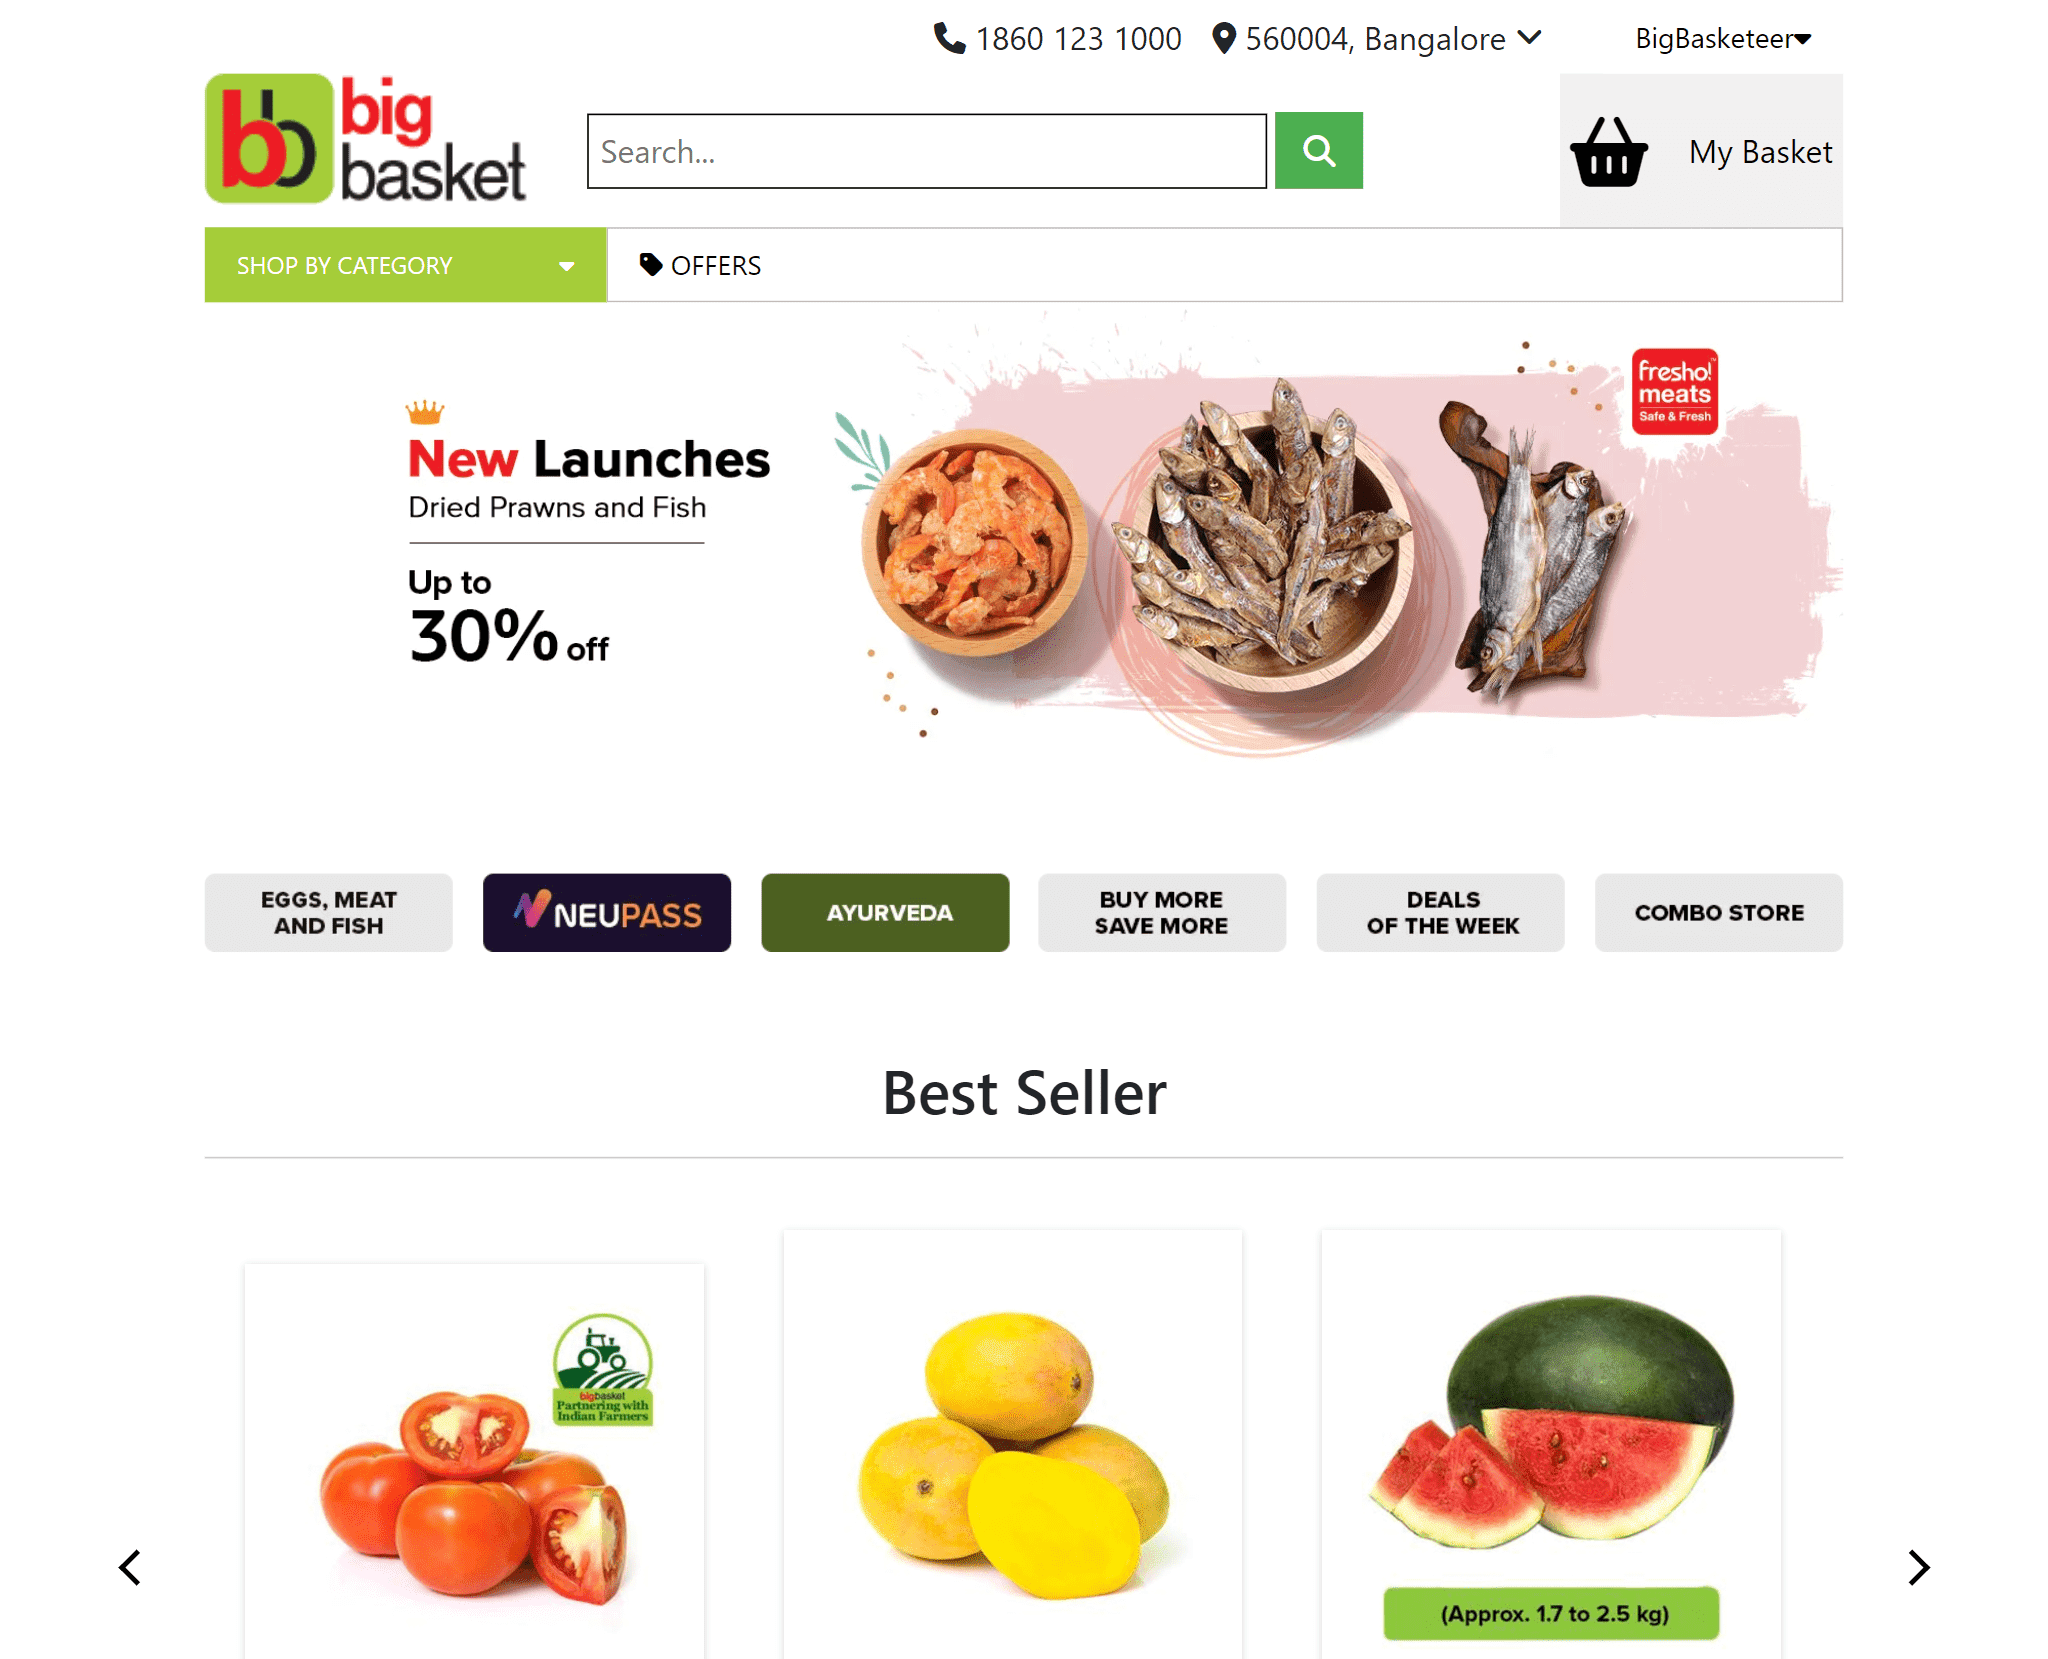 1860 123 1000
560004, Bangalore
BigBasketeer
bb
big
basket
Search...
My Basket
SHOP BY CATEGORY
OFFERS
fresho!
meats
Safe & Fresh
New Launches
Dried Prawns and Fish
Up to
30% off
EGGS, MEAT
AND FISH
NEUPASS
AYURVEDA
BUY MORE
SAVE MORE
DEALS
OF THE WEEK
COMBO STORE
Best Seller
bigbasket
Partnering with
Indian Farmers
(Approx. 1.7 to 2.5 kg)